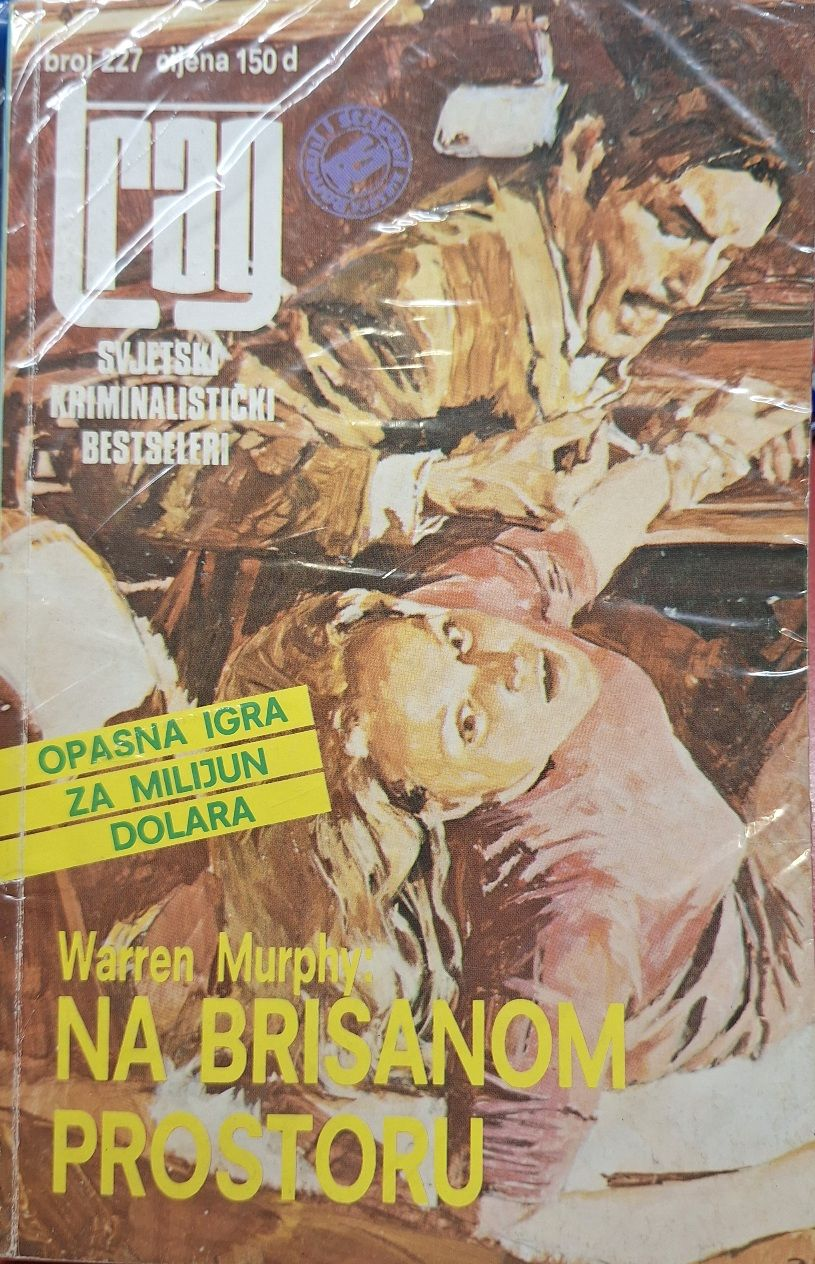 broj 227 cijena 150 d
trag
SVJETSKI
KRIMINALISTIČKI
BESTSELERI
OPASNA IGRA
ZA MILIJUN
DOLARA
Warren Murphy:
NA BRISANOM
PROSTORU